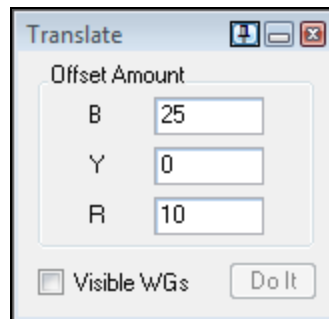 Translate
Offset Amount
B 25
Y 0
R 10
Visible WGs Do It